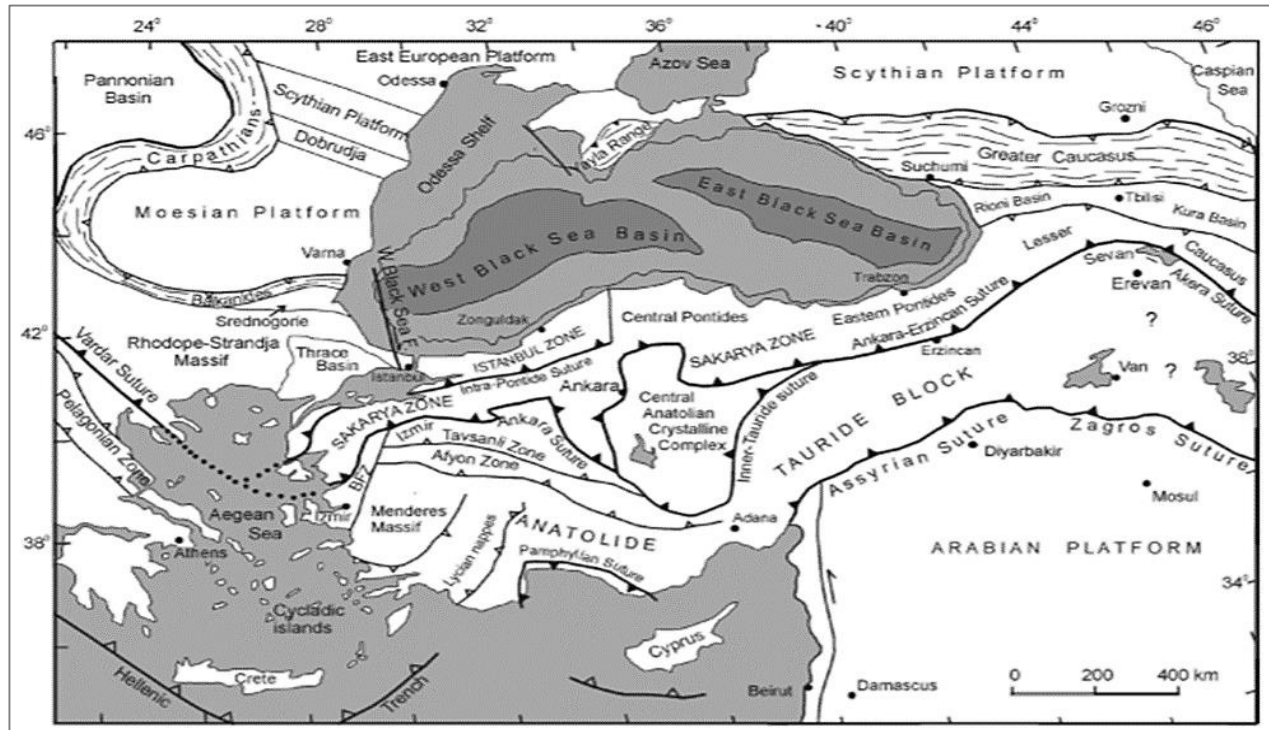 24° 28° 32° 36° - 40° 44° 46°
East European Platform
Azov Sea
Scythian Platform
Caspian
Sea
Pannonian
Basin
Odessa
Grozni
Scythian Platform
46°
Carpathians
Dobrudja
Odessa Shelf
Yayla Range
Greater Caucasus
Suchumi
Tbilisi
Moesian Platform
East Black Sea Basin
Rioni Basin
Kura Basin
West Black Sea Basin
Varna
W.Black Sea F.
Lesser
Caucasus
Sevan
Trabzon
Erevan
Akera Suture
Balkanides
Srednogorie
Zonguldak
Central Pontides
Eastern Pontides
?
42°
Rhodope-Strandja
Massif
Thrace
Basin
Istanbul
ISTANBUL ZONE
Intra-Pontide Suture
SAKARYA ZONE
Ankara-Erzincan Suture
Erzincan
38°
Van
?
Vardar Suture
Pelagonian Zone
SAKARYA ZONE
Ankara
Central
Anatolian
Crystalline
Complex
Inner-Tauride suture
TAURIDE BLOCK
Izmir
Ankara Suture
Tavsanli Zone
Afyon Zone
BFZ
Assyrian Suture
Diyarbakir
Zagros Suture
Mosul
Aegean
Sea
Izmir
Menderes
Massif
Lycian nappes
ANATOLIDE
Adana
Pamphylian Suture
38°
Athens
ARABIAN PLATFORM
34°
Cycladic
islands
Cyprus
Crete
Hellenic
Trench
Beirut
Damascus
0 200 400 km